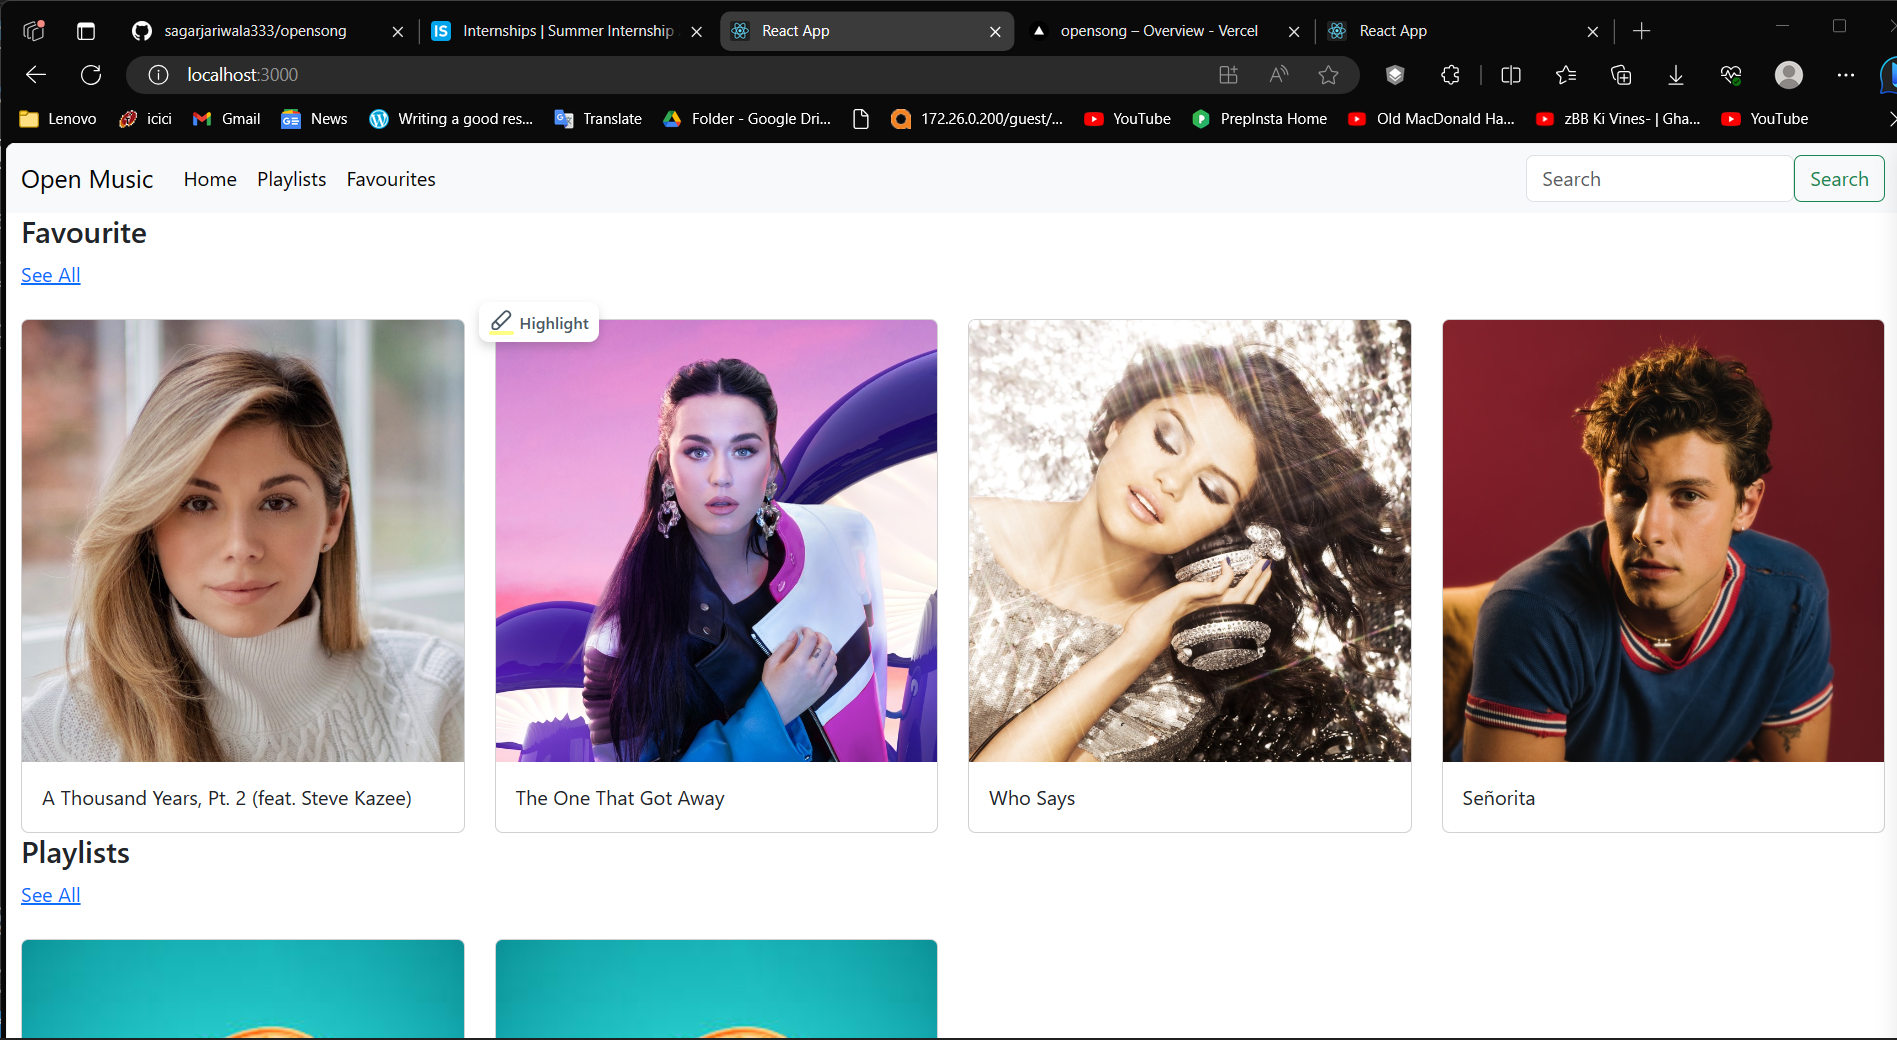 sagarjariwala333/opensong
Internships | Summer Internship
React App
opensong – Overview - Vercel
React App
localhost:3000
Lenovo
icici
Gmail
News
Writing a good res...
Translate
Folder - Google Dri...
172.26.0.200/guest/...
YouTube
PrepInsta Home
Old MacDonald Ha...
zBB Ki Vines- | Gha...
YouTube
Open Music
Home
Playlists
Favourites
Search
Search
Favourite
See All
Highlight
A Thousand Years, Pt. 2 (feat. Steve Kazee)
The One That Got Away
Who Says
Señorita
Playlists
See All